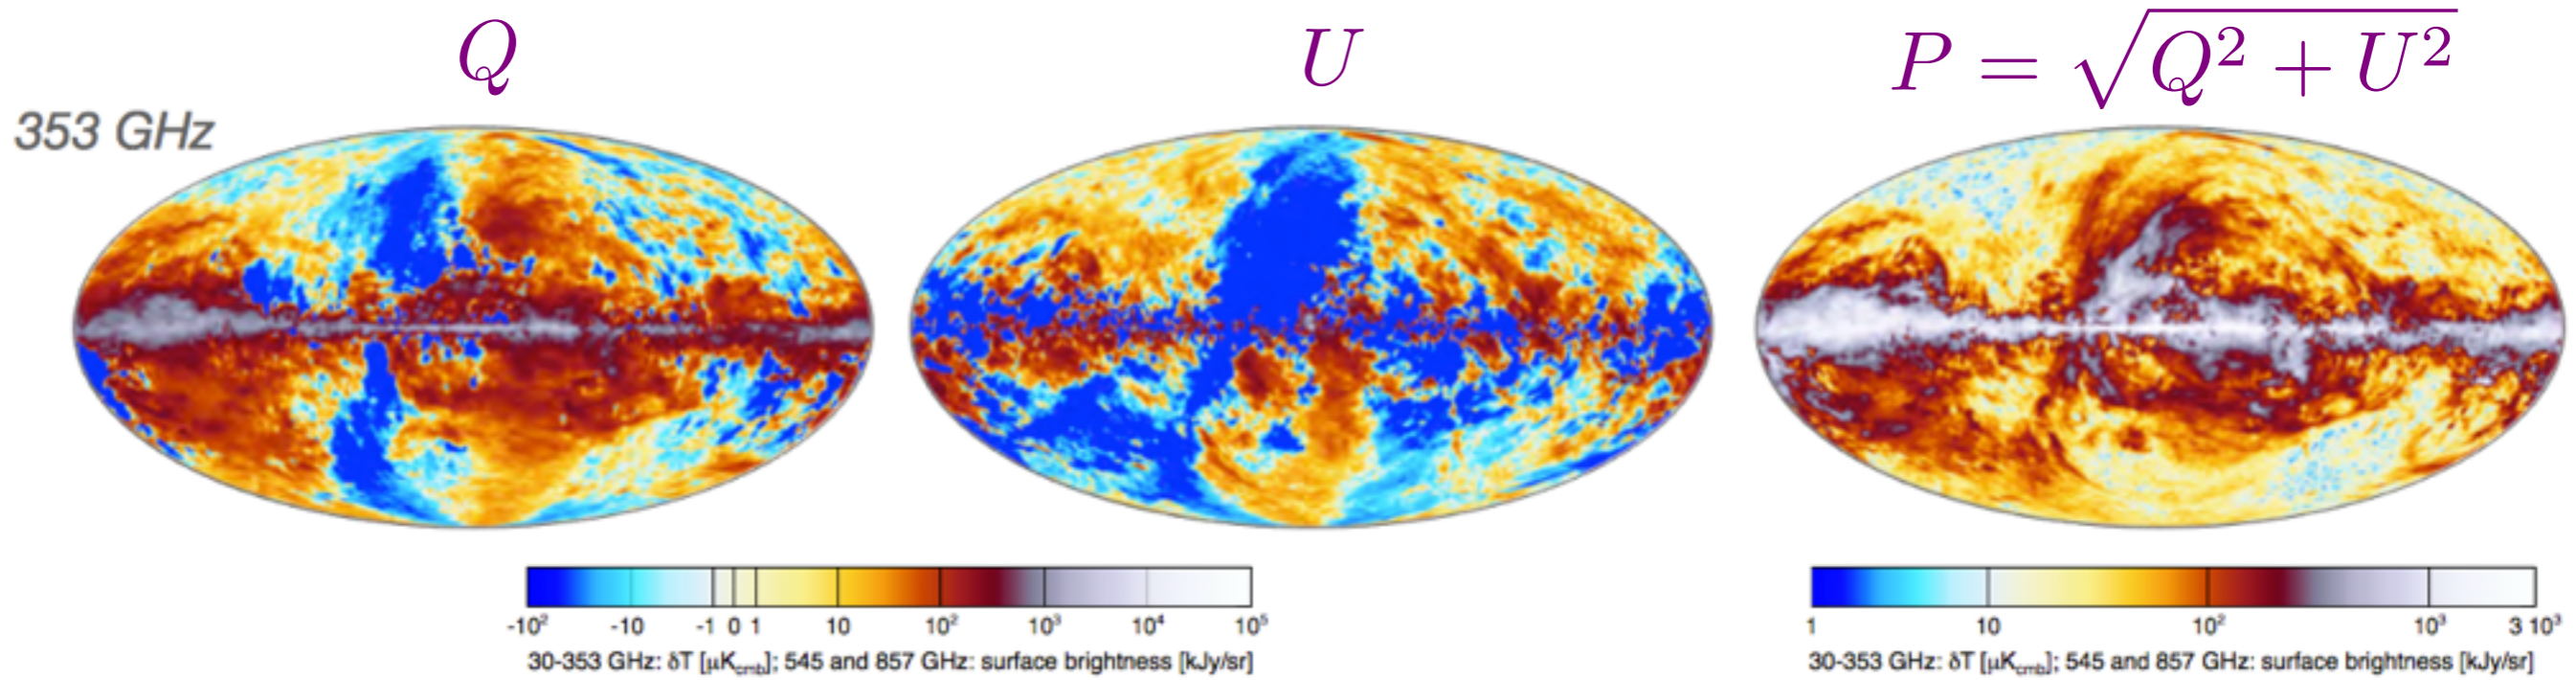 Q U P = √Q² + U²
353 GHz
-10² -10 -1 0 1 10 10² 10³ 10⁴ 10⁵
30-353 GHz: δT [μK_cmb]; 545 and 857 GHz: surface brightness [kJy/sr]
1 10 10² 10³ 3 10³
30-353 GHz: δT [μK_cmb]; 545 and 857 GHz: surface brightness [kJy/sr]